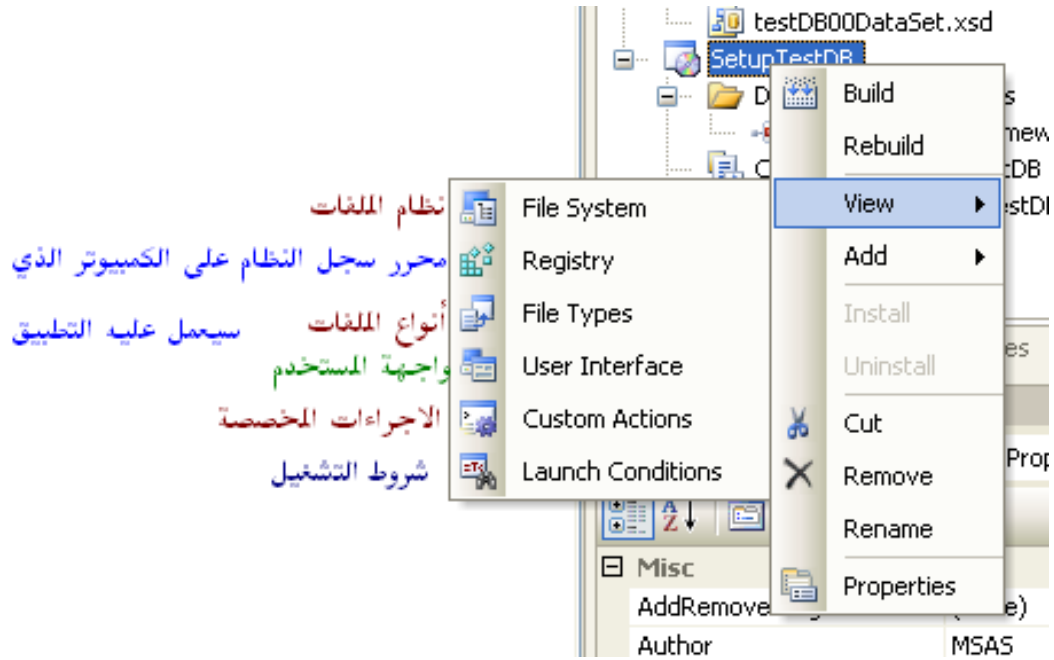 testDB00DataSet.xsd
SetupTestDB
Build
Rebuild
View
Add
Install
Uninstall
Cut
Remove
Rename
Properties
نظام الملفات
File System
محرر سجل النظام على الكمبيوتر الذي
Registry
أنواع الملفات
File Types
سيعمل عليه التطبيق
واجهة المستخدم
User Interface
الاجراءات المخصصة
Custom Actions
شروط التشغيل
Launch Conditions
Misc
AddRemove
Author
MSAS